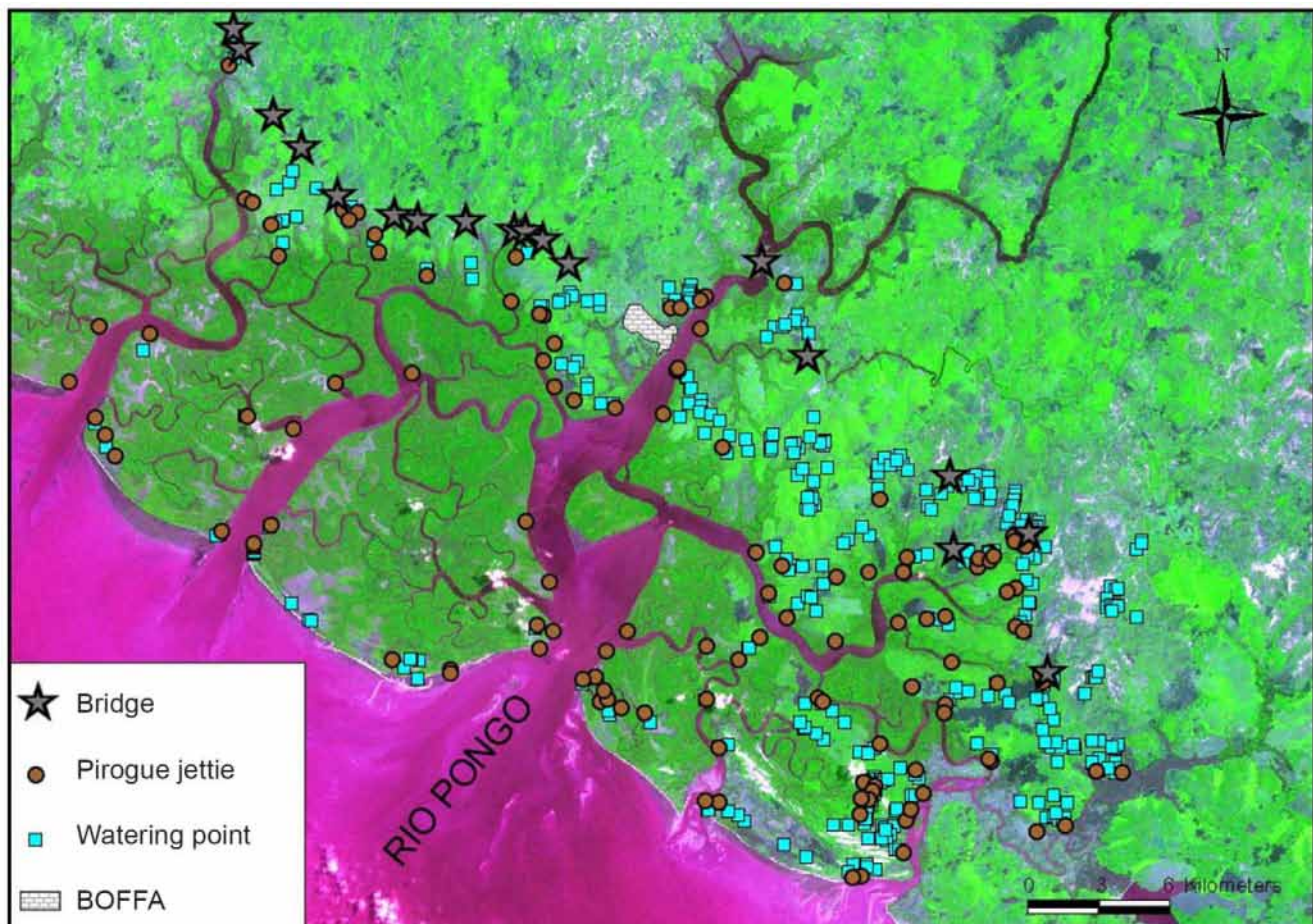 N
RIO PONGO
Bridge
Pirogue jettie
Watering point
BOFFA
0 3 6 Kilometers